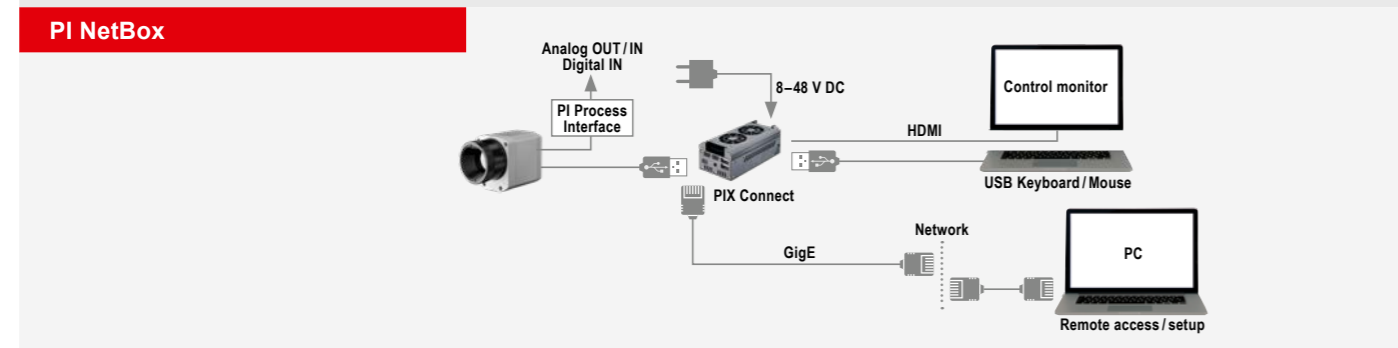 PI NetBox
Analog OUT / IN
Digital IN
8–48 V DC
Control monitor
PI Process
Interface
HDMI
USB Keyboard / Mouse
PIX Connect
Network
GigE
PC
Remote access / setup